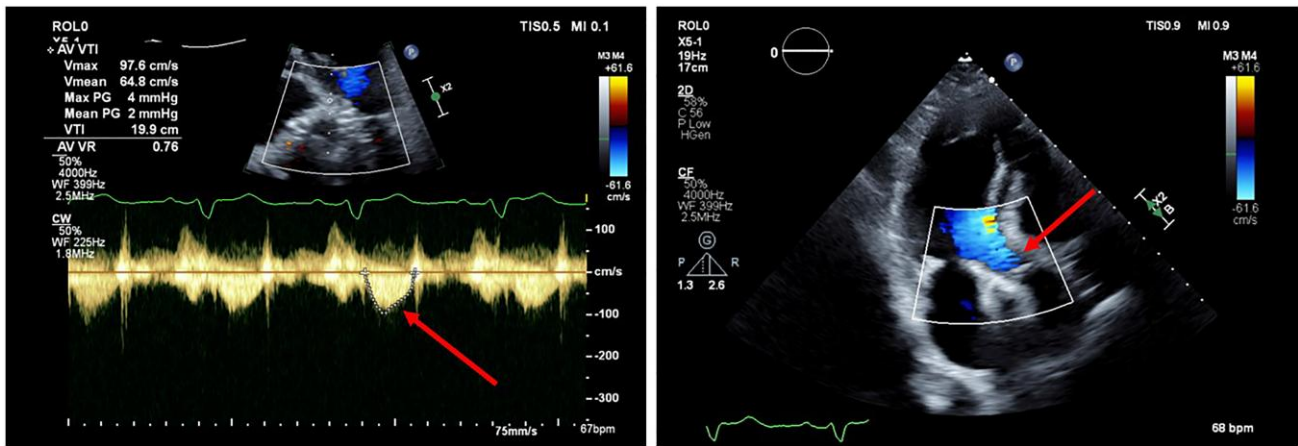 ROL0
TIS0.5 MI 0.1
AV VTI
Vmax 97.6 cm/s
Vmean 64.8 cm/s
Max PG 4 mmHg
Mean PG 2 mmHg
VTI 19.9 cm
AV VR 0.76
50%
4000Hz
WF 399Hz
2.5MHz
CW
50%
WF 225Hz
1.8MHz
P
X2
M3 M4
+61.6
-61.6
cm/s
100
cm/s
-100
-200
-300
75mm/s
67bpm
ROL0
X5-1
19Hz
17cm
TIS0.9 MI 0.9
0
P
M3 M4
+61.6
-61.6
cm/s
2D
58%
C 56
P Low
HGen
CF
50%
4000Hz
WF 399Hz
2.5MHz
G
P R
1.3 2.6
X2
B
68 bpm